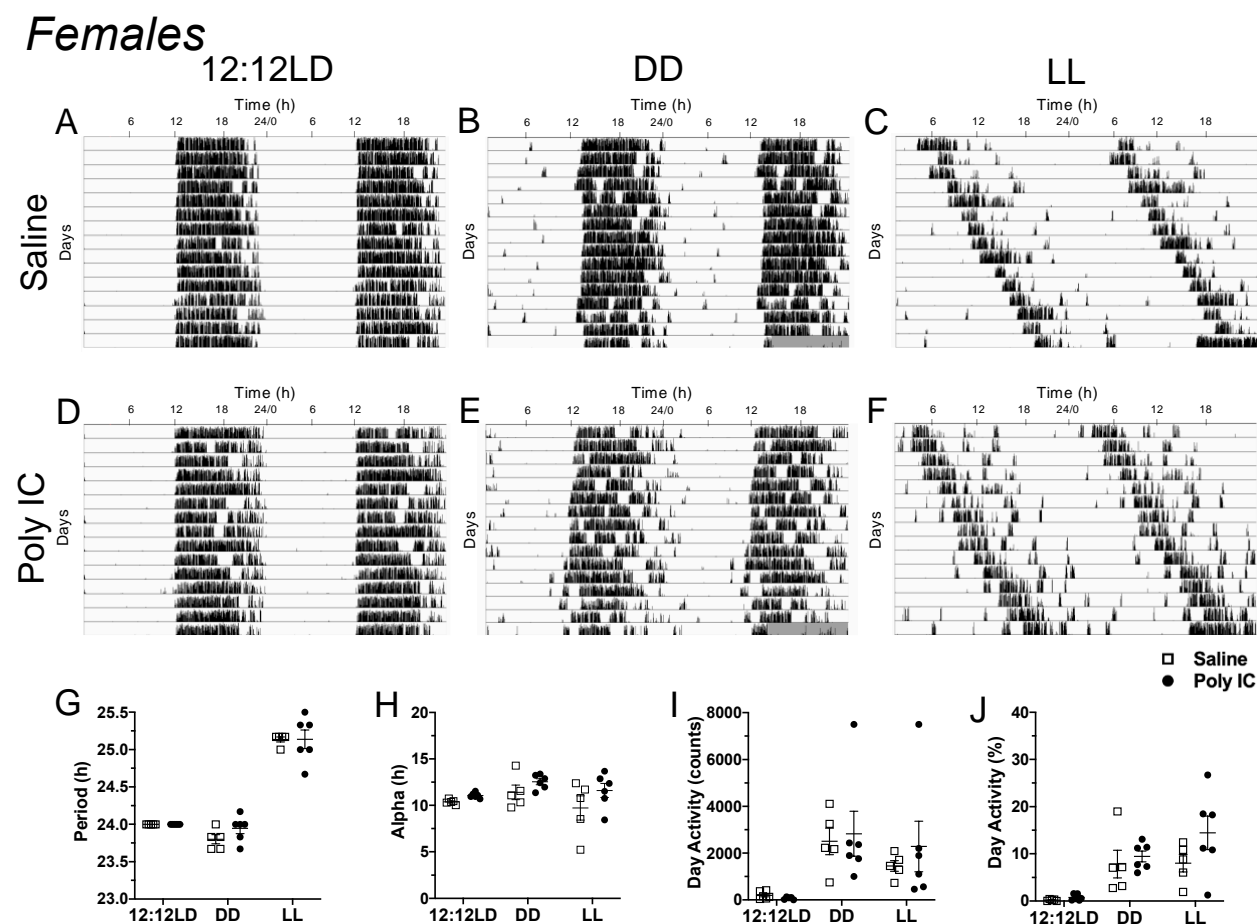 Females
12:12LD DD LL
Saline
Poly IC
A
Time (h)
6 12 18 24/0 6 12 18
Days
B
Time (h)
6 12 18 24/0 6 12 18
Days
C
Time (h)
6 12 18 24/0 6 12 18
Days
D
Time (h)
6 12 18 24/0 6 12 18
Days
E
Time (h)
6 12 18 24/0 6 12 18
Days
F
Time (h)
6 12 18 24/0 6 12 18
Days
Saline
Poly IC
G
Period (h)
25.5
25.0
24.5
24.0
23.5
23.0
12:12LD DD LL
H
Alpha (h)
20
15
10
5
0
12:12LD DD LL
I
Day Activity (counts)
8000
6000
4000
2000
0
12:12LD DD LL
J
Day Activity (%)
40
30
20
10
0
12:12LD DD LL